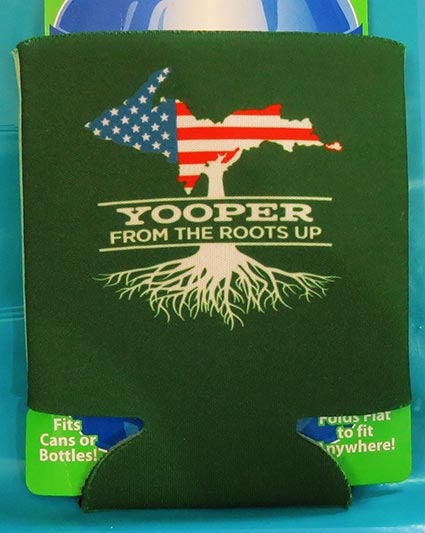 YOOPER
FROM THE ROOTS UP
Fits
Cans or
Bottles!
Folds Flat
to fit
Anywhere!